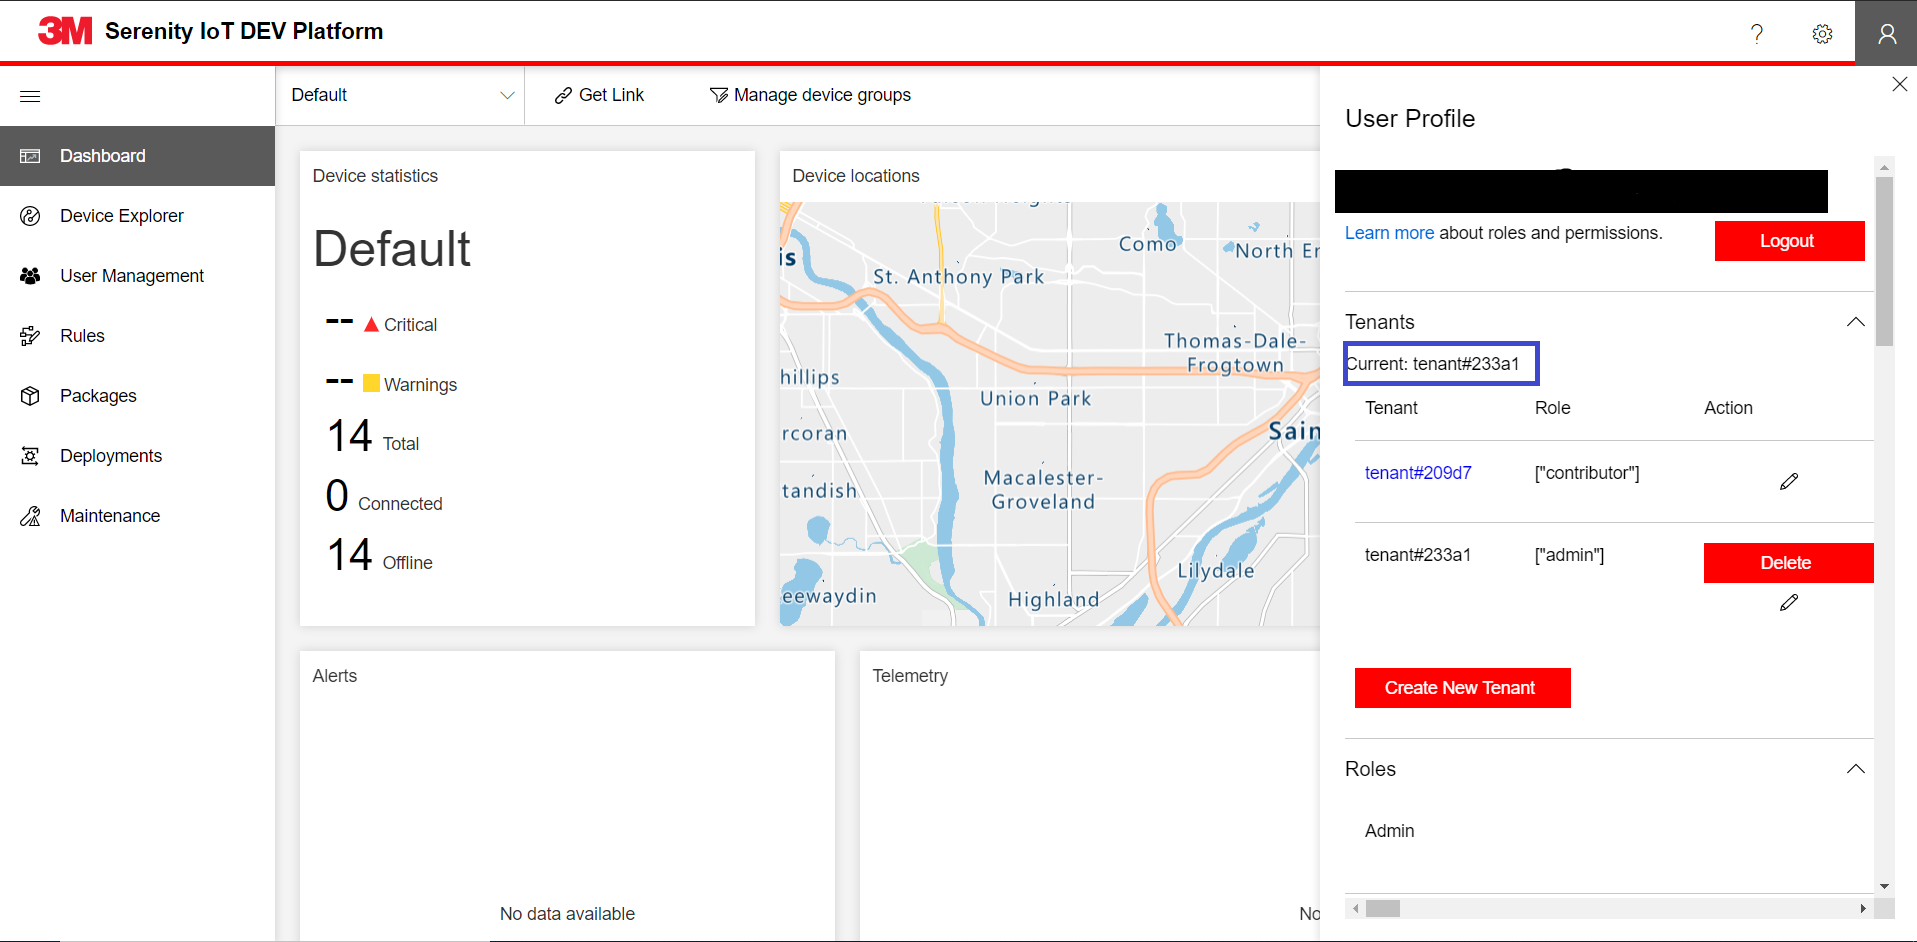 3M Serenity IoT DEV Platform
Default
Get Link
Manage device groups
Dashboard
Device Explorer
User Management
Rules
Packages
Deployments
Maintenance
Device statistics
Default
-- Critical
-- Warnings
14 Total
0 Connected
14 Offline
Device locations
Como
North Er
is
St. Anthony Park
Thomas-Dale-
Frogtown
hillips
Union Park
rcoran
Sain
Macalester-
Groveland
tandish
Lilydale
eewaydin
Highland
Alerts
No data available
Telemetry
No
User Profile
Learn more about roles and permissions.
Logout
Tenants
Current: tenant#233a1
Tenant Role Action
tenant#209d7 ["contributor"]
tenant#233a1 ["admin"] Delete
Create New Tenant
Roles
Admin